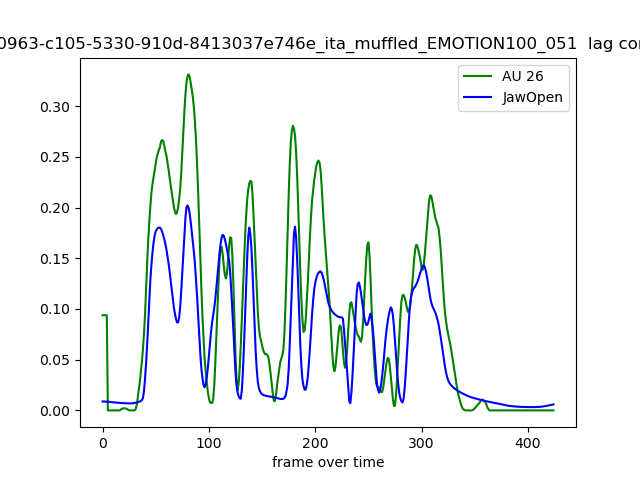 0963-c105-5330-910d-8413037e746e_ita_muffled_EMOTION100_051 lag
AU 26
JawOpen
0.30
0.25
0.20
0.15
0.10
0.05
0.00
0 100 200 300 400
frame over time